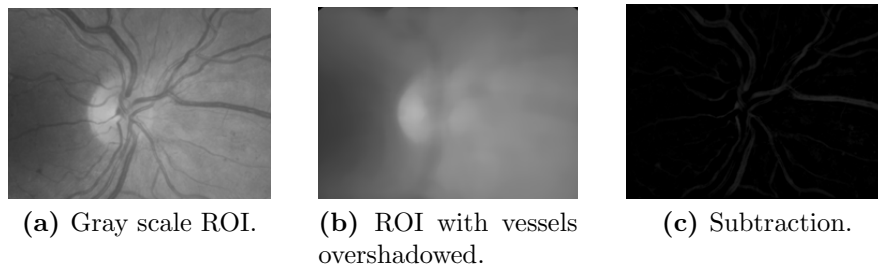 (a) Gray scale ROI.
(b) ROI with vessels
overshadowed.
(c) Subtraction.